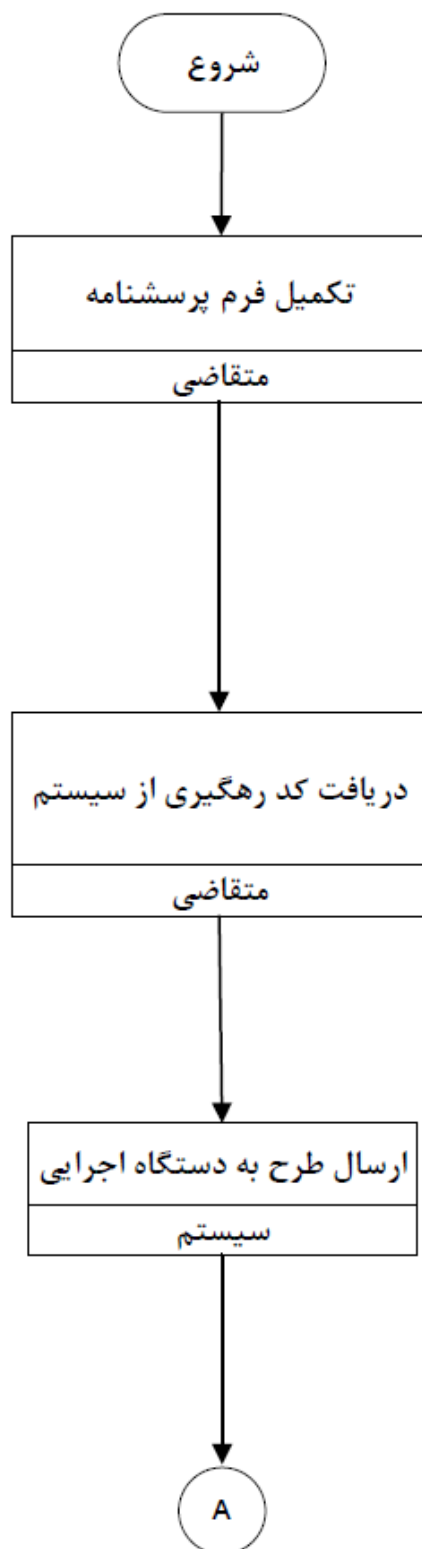 شروع
تکمیل فرم پرسشنامه
متقاضی
دریافت کد رهگیری از سیستم
متقاضی
ارسال طرح به دستگاه اجرایی
سیستم
A